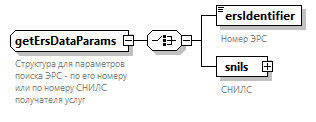 ersIdentifier
Номер ЭРС
getErsDataParams
Структура для параметров
поиска ЭРС - по его номеру
или по номеру СНИЛС
получателя услуг
snils
СНИЛС